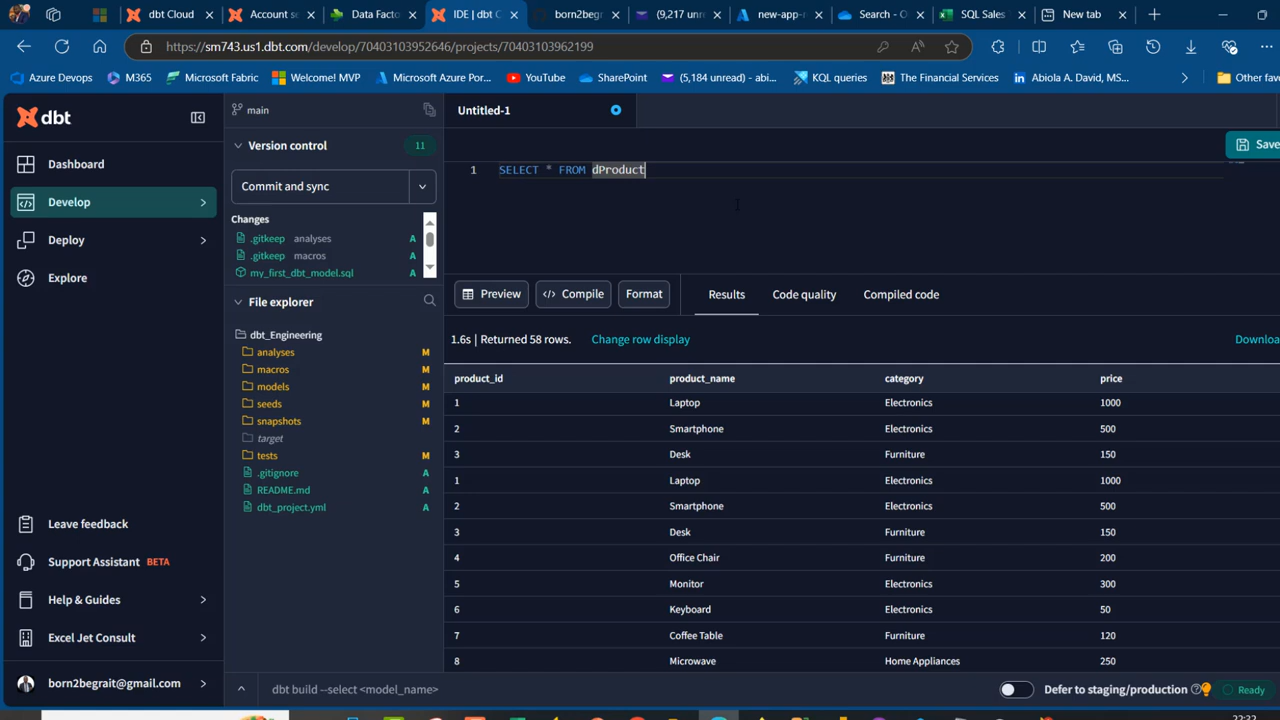 dbt Cloud
Account se
Data Factor
IDE | dbt C
born2begr
(9,217 unr
new-app-r
Search - O
SQL Sales
New tab
https://sm743.us1.dbt.com/develop/70403103952646/projects/70403103962199
Azure Devops
M365
Microsoft Fabric
Welcome! MVP
Microsoft Azure Por...
YouTube
SharePoint
(5,184 unread) - abi...
KQL queries
The Financial Services
Abiola A. David, MS...
Other favo
dbt
Dashboard
Develop
Deploy
Explore
Leave feedback
Support Assistant BETA
Help & Guides
Excel Jet Consult
born2begrait@gmail.com
main
Version control 11
Commit and sync
Changes
.gitkeep analyses A
.gitkeep macros A
my_first_dbt_model.sql A
File explorer
dbt_Engineering
analyses M
macros M
models M
seeds M
snapshots M
target
tests M
.gitignore A
README.md A
dbt_project.yml A
Untitled-1
Save
1 SELECT * FROM dProduct
Preview
</> Compile
Format
Results
Code quality
Compiled code
1.6s | Returned 58 rows.
Change row display
Downloa
product_id product_name category price
1 Laptop Electronics 1000
2 Smartphone Electronics 500
3 Desk Furniture 150
1 Laptop Electronics 1000
2 Smartphone Electronics 500
3 Desk Furniture 150
4 Office Chair Furniture 200
5 Monitor Electronics 300
6 Keyboard Electronics 50
7 Coffee Table Furniture 120
8 Microwave Home Appliances 250
dbt build --select <model_name>
Defer to staging/production
Ready
22:32